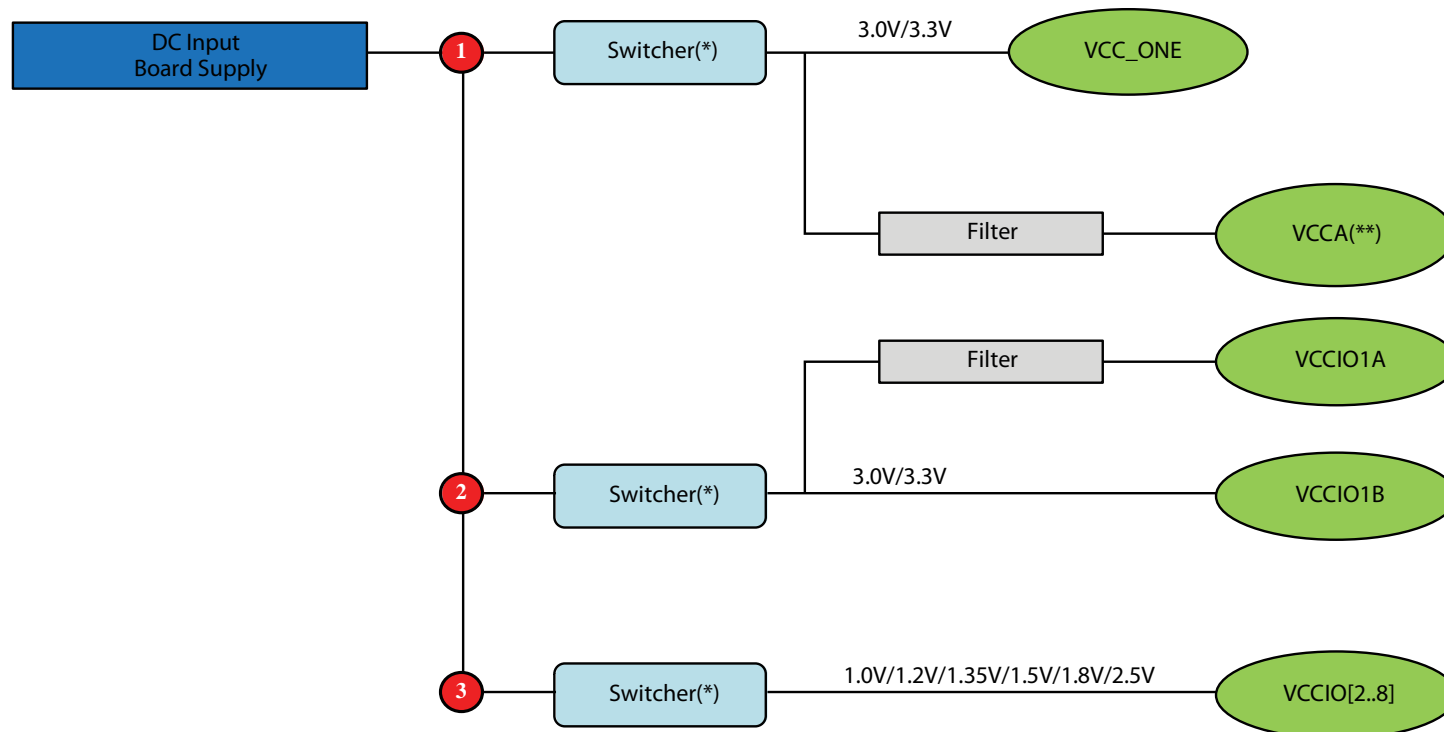 DC Input
Board Supply
1
Switcher(*)
3.0V/3.3V
VCC_ONE
Filter
VCCA(**)
Filter
VCCIO1A
2
Switcher(*)
3.0V/3.3V
VCCIO1B
3
Switcher(*)
1.0V/1.2V/1.35V/1.5V/1.8V/2.5V
VCCIO[2..8]